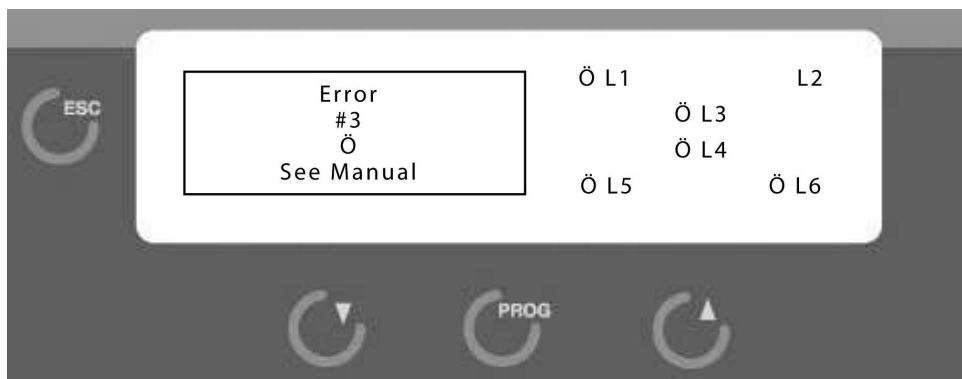 ESC
Error
#3
Ö
See Manual
Ö L1 L2
Ö L3
Ö L4
Ö L5 Ö L6
▼
PROG
▲